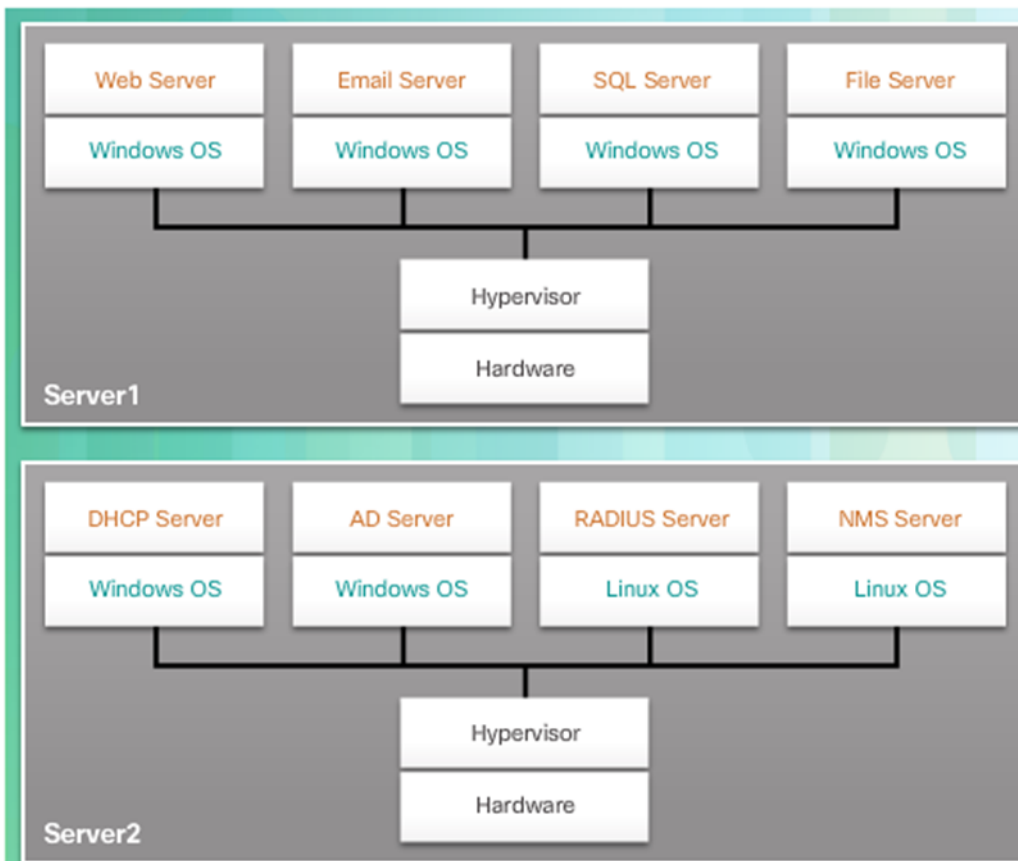 Web Server
Email Server
SQL Server
File Server
Windows OS
Windows OS
Windows OS
Windows OS
Hypervisor
Hardware
Server1
DHCP Server
AD Server
RADIUS Server
NMS Server
Windows OS
Windows OS
Linux OS
Linux OS
Hypervisor
Hardware
Server2